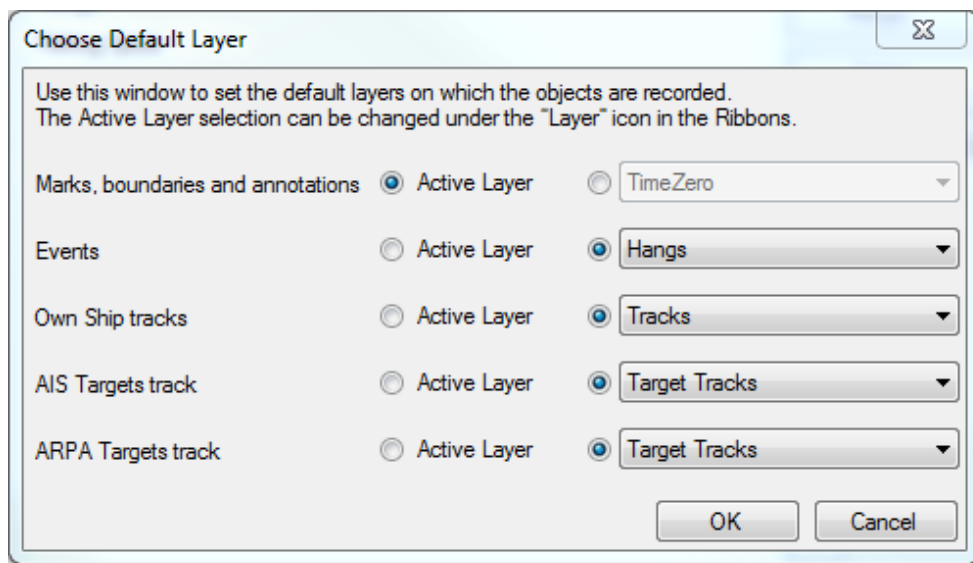 Choose Default Layer
Use this window to set the default layers on which the objects are recorded.
The Active Layer selection can be changed under the "Layer" icon in the Ribbons.
Marks, boundaries and annotations Active Layer TimeZero
Events Active Layer Hangs
Own Ship tracks Active Layer Tracks
AIS Targets track Active Layer Target Tracks
ARPA Targets track Active Layer Target Tracks
OK Cancel